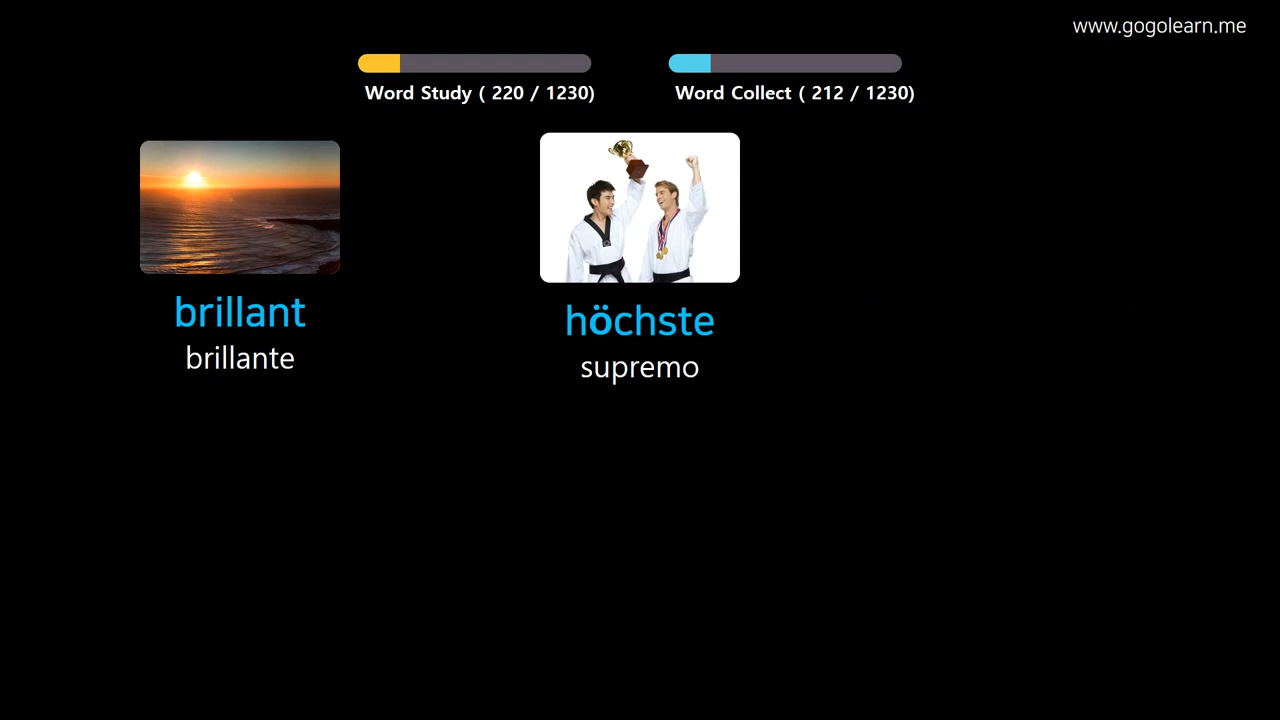 www.gogolearn.me
Word Study ( 220 / 1230)
Word Collect ( 212 / 1230)
brillant
brillante
höchste
supremo